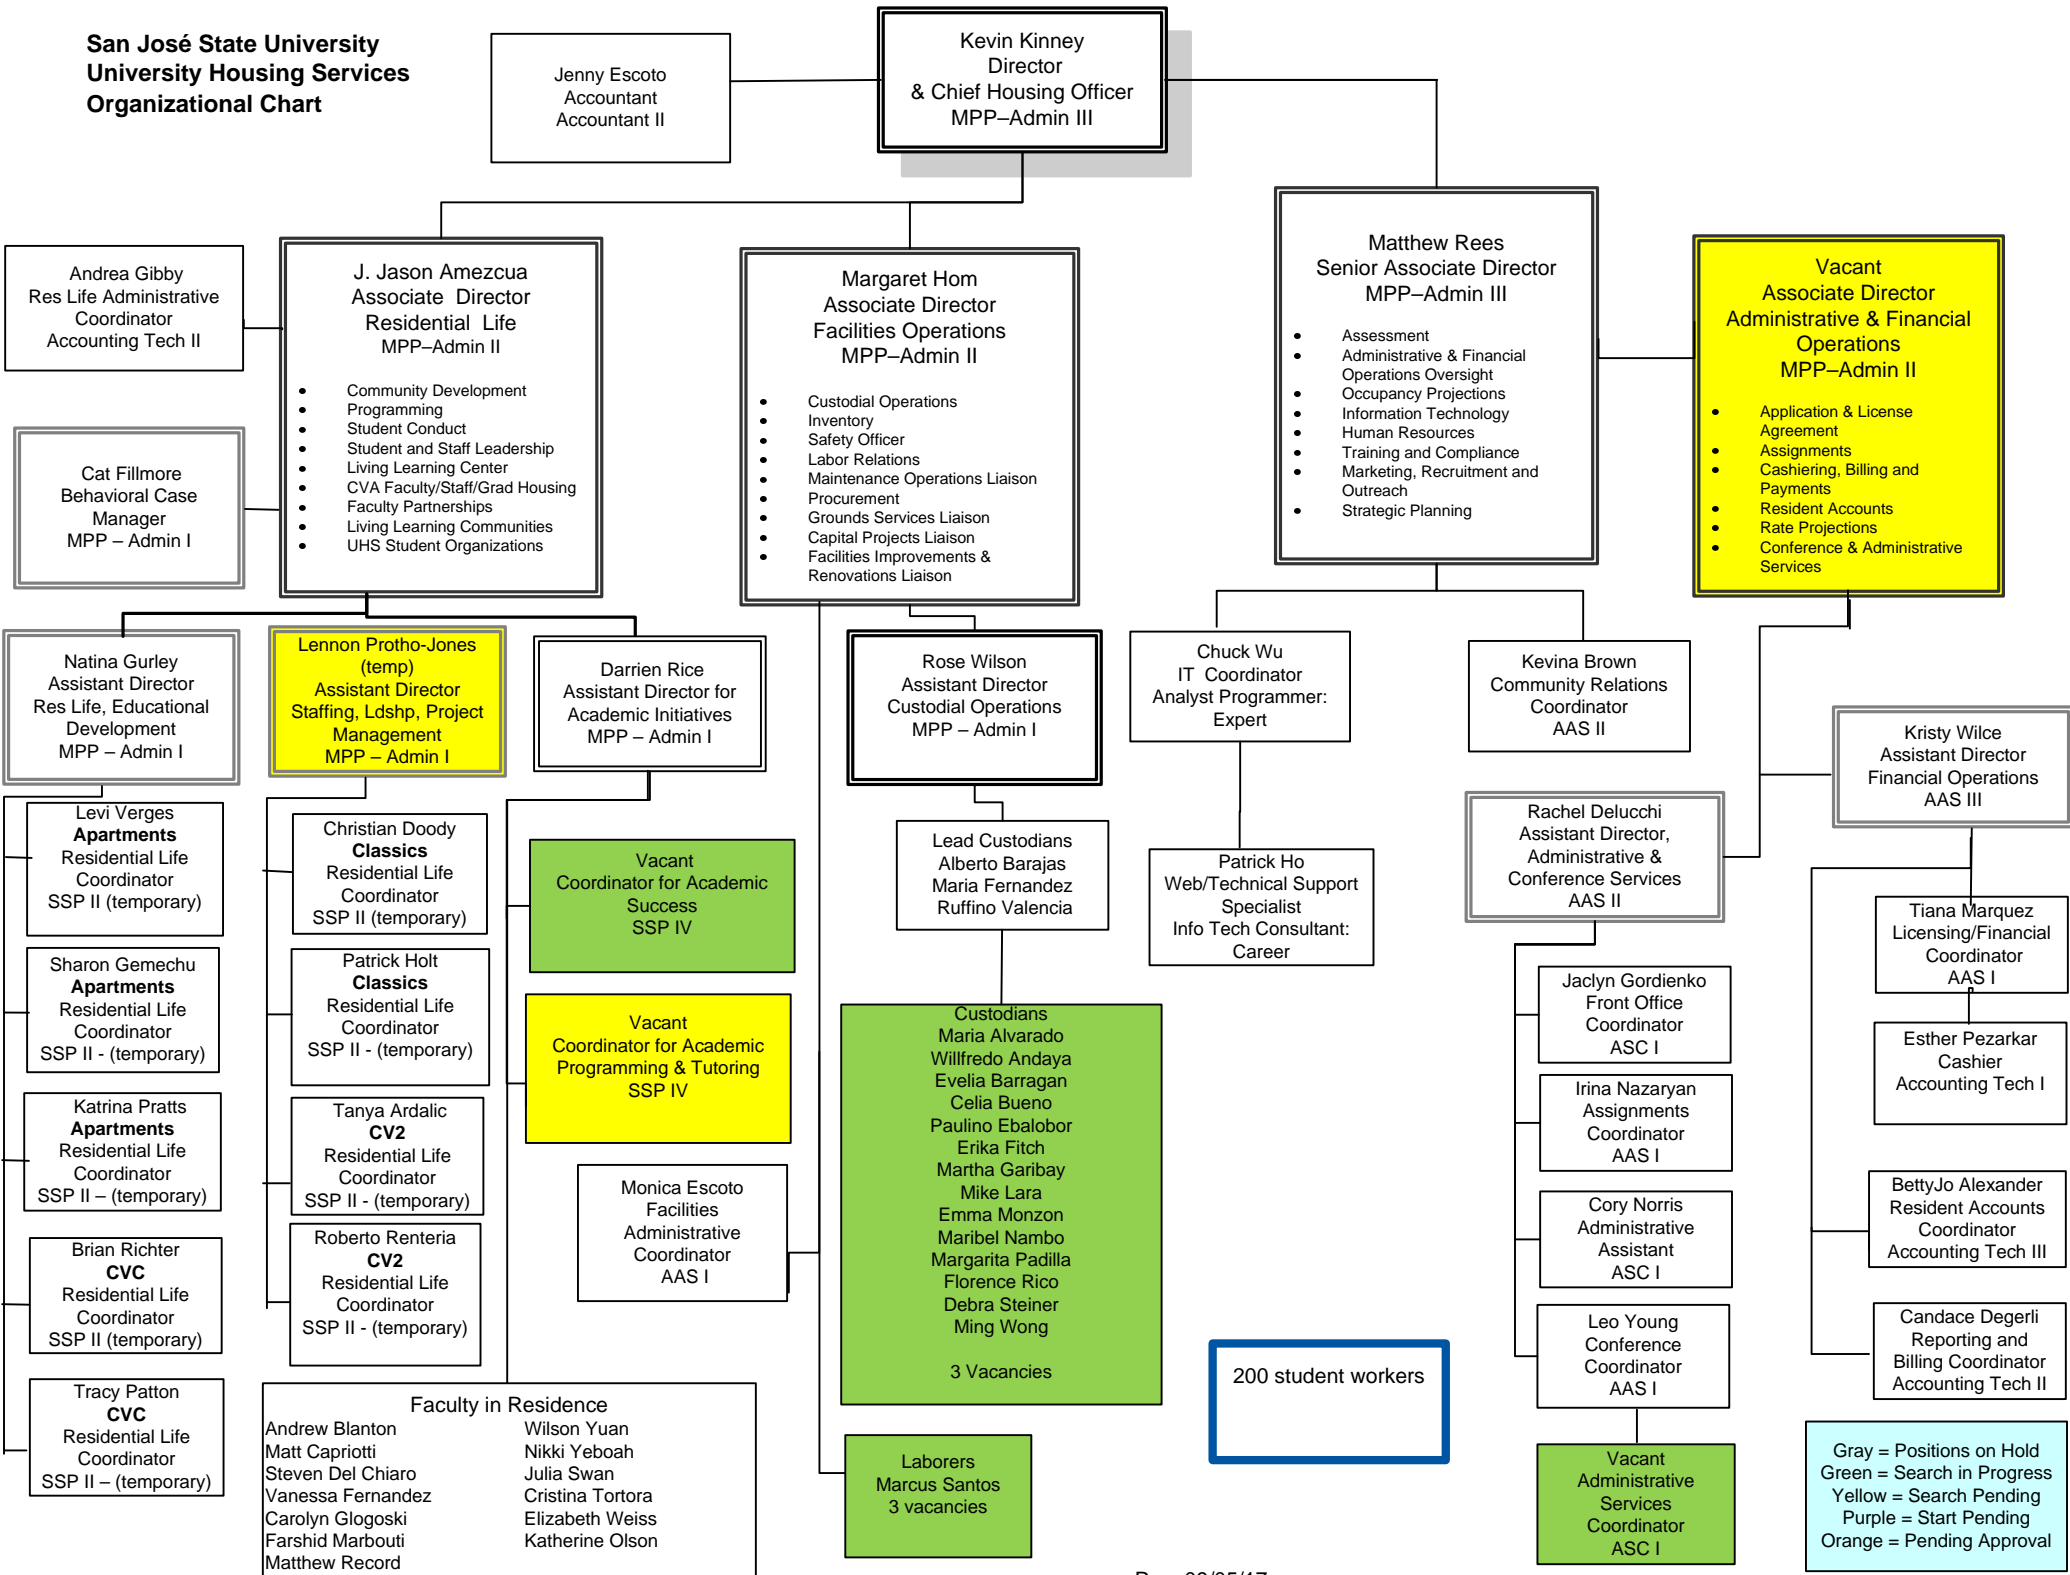 San José State University
University Housing Services
Organizational Chart
Jenny Escoto
Accountant
Accountant II
Kevin Kinney
Director
& Chief Housing Officer
MPP–Admin III
Andrea Gibby
Res Life Administrative
Coordinator
Accounting Tech II
Cat Fillmore
Behavioral Case
Manager
MPP – Admin I
J. Jason Amezcua
Associate Director
Residential Life
MPP–Admin II
• Community Development
• Programming
• Student Conduct
• Student and Staff Leadership
• Living Learning Center
• CVA Faculty/Staff/Grad Housing
• Faculty Partnerships
• Living Learning Communities
• UHS Student Organizations
Margaret Hom
Associate Director
Facilities Operations
MPP–Admin II
• Custodial Operations
• Inventory
• Safety Officer
• Labor Relations
• Maintenance Operations Liaison
• Procurement
• Grounds Services Liaison
• Capital Projects Liaison
• Facilities Improvements &
Renovations Liaison
Matthew Rees
Senior Associate Director
MPP–Admin III
• Assessment
• Administrative & Financial
Operations Oversight
• Occupancy Projections
• Information Technology
• Human Resources
• Training and Compliance
• Marketing, Recruitment and
Outreach
• Strategic Planning
Vacant
Associate Director
Administrative & Financial
Operations
MPP–Admin II
• Application & License
Agreement
• Assignments
• Cashiering, Billing and
Payments
• Resident Accounts
• Rate Projections
• Conference & Administrative
Services
Natina Gurley
Assistant Director
Res Life, Educational
Development
MPP – Admin I
Lennon Protho-Jones
(temp)
Assistant Director
Staffing, Ldshp, Project
Management
MPP – Admin I
Darrien Rice
Assistant Director for
Academic Initiatives
MPP – Admin I
Rose Wilson
Assistant Director
Custodial Operations
MPP – Admin I
Chuck Wu
IT Coordinator
Analyst Programmer:
Expert
Kevina Brown
Community Relations
Coordinator
AAS II
Kristy Wilce
Assistant Director
Financial Operations
AAS III
Levi Verges
Apartments
Residential Life
Coordinator
SSP II (temporary)
Sharon Gemechu
Apartments
Residential Life
Coordinator
SSP II - (temporary)
Katrina Pratts
Apartments
Residential Life
Coordinator
SSP II – (temporary)
Brian Richter
CVC
Residential Life
Coordinator
SSP II (temporary)
Tracy Patton
CVC
Residential Life
Coordinator
SSP II – (temporary)
Christian Doody
Classics
Residential Life
Coordinator
SSP II (temporary)
Patrick Holt
Classics
Residential Life
Coordinator
SSP II - (temporary)
Tanya Ardalic
CV2
Residential Life
Coordinator
SSP II - (temporary)
Roberto Renteria
CV2
Residential Life
Coordinator
SSP II - (temporary)
Vacant
Coordinator for Academic
Success
SSP IV
Vacant
Coordinator for Academic
Programming & Tutoring
SSP IV
Monica Escoto
Facilities
Administrative
Coordinator
AAS I
Faculty in Residence
Andrew Blanton
Matt Capriotti
Steven Del Chiaro
Vanessa Fernandez
Carolyn Glogoski
Farshid Marbouti
Matthew Record
Wilson Yuan
Nikki Yeboah
Julia Swan
Cristina Tortora
Elizabeth Weiss
Katherine Olson
Lead Custodians
Alberto Barajas
Maria Fernandez
Ruffino Valencia
Custodians
Maria Alvarado
Willfredo Andaya
Evelia Barragan
Celia Bueno
Paulino Ebalobor
Erika Fitch
Martha Garibay
Mike Lara
Emma Monzon
Maribel Nambo
Margarita Padilla
Florence Rico
Debra Steiner
Ming Wong
3 Vacancies
Laborers
Marcus Santos
3 vacancies
Patrick Ho
Web/Technical Support
Specialist
Info Tech Consultant:
Career
200 student workers
Rachel Delucchi
Assistant Director,
Administrative &
Conference Services
AAS II
Jaclyn Gordienko
Front Office
Coordinator
ASC I
Irina Nazaryan
Assignments
Coordinator
AAS I
Cory Norris
Administrative
Assistant
ASC I
Leo Young
Conference
Coordinator
AAS I
Vacant
Administrative
Services
Coordinator
ASC I
Tiana Marquez
Licensing/Financial
Coordinator
AAS I
Esther Pezarkar
Cashier
Accounting Tech I
BettyJo Alexander
Resident Accounts
Coordinator
Accounting Tech III
Candace Degerli
Reporting and
Billing Coordinator
Accounting Tech II
Gray = Positions on Hold
Green = Search in Progress
Yellow = Search Pending
Purple = Start Pending
Orange = Pending Approval